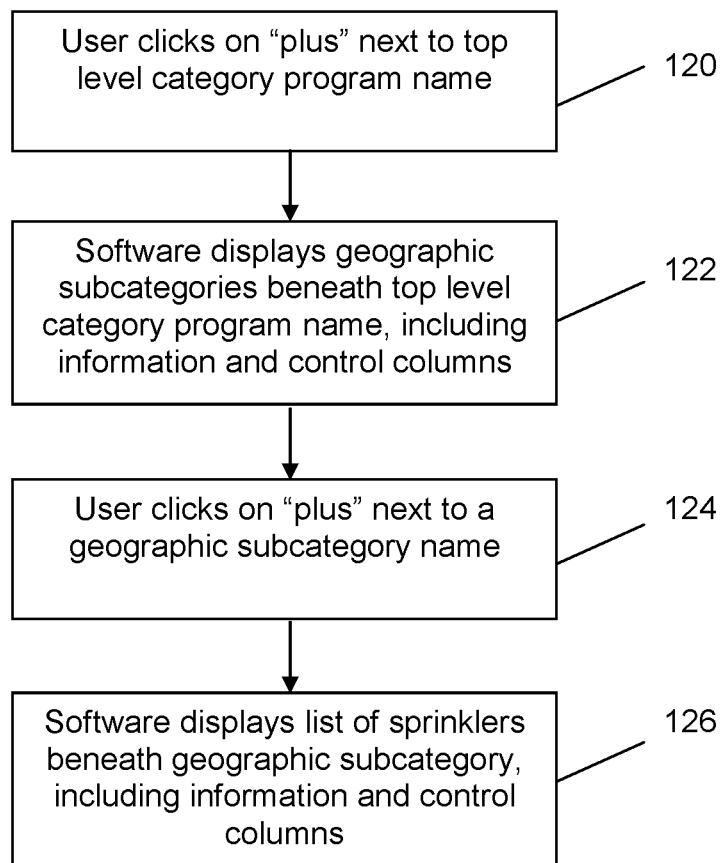 User clicks on “plus” next to top
level category program name
120
Software displays geographic
subcategories beneath top level
category program name, including
information and control columns
122
User clicks on “plus” next to a
geographic subcategory name
124
Software displays list of sprinklers
beneath geographic subcategory,
including information and control
columns
126